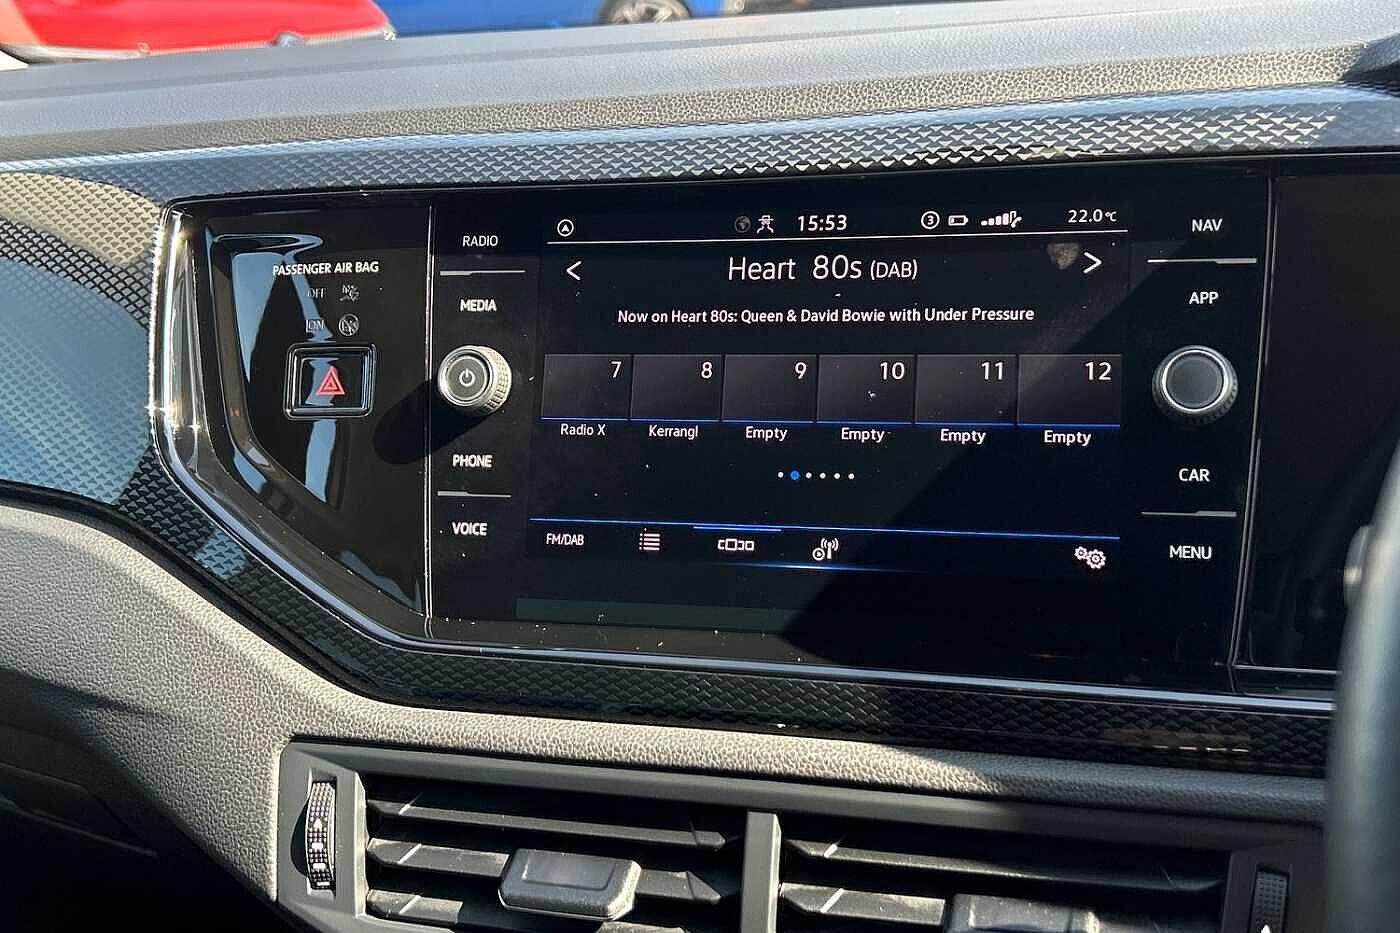 PASSENGER AIR BAG
OFF
ON
RADIO
MEDIA
PHONE
VOICE
15:53
3
22.0°C
< Heart 80s (DAB) >
Now on Heart 80s: Queen & David Bowie with Under Pressure
7 8 9 10 11 12
Radio X Kerrang! Empty Empty Empty Empty
FM/DAB
NAV
APP
CAR
MENU